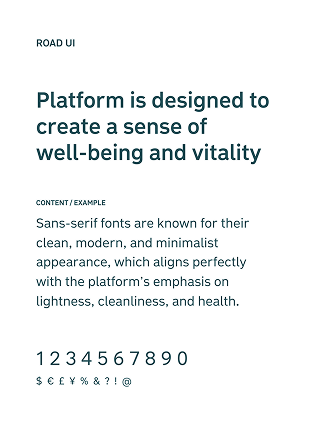 ROAD UI
Platform is designed to
create a sense of
well-being and vitality
CONTENT / EXAMPLE
Sans-serif fonts are known for their
clean, modern, and minimalist
appearance, which aligns perfectly
with the platform's emphasis on
lightness, cleanliness, and health.
1 2 3 4 5 6 7 8 9 0
$ € £ ¥ % & ? ! @